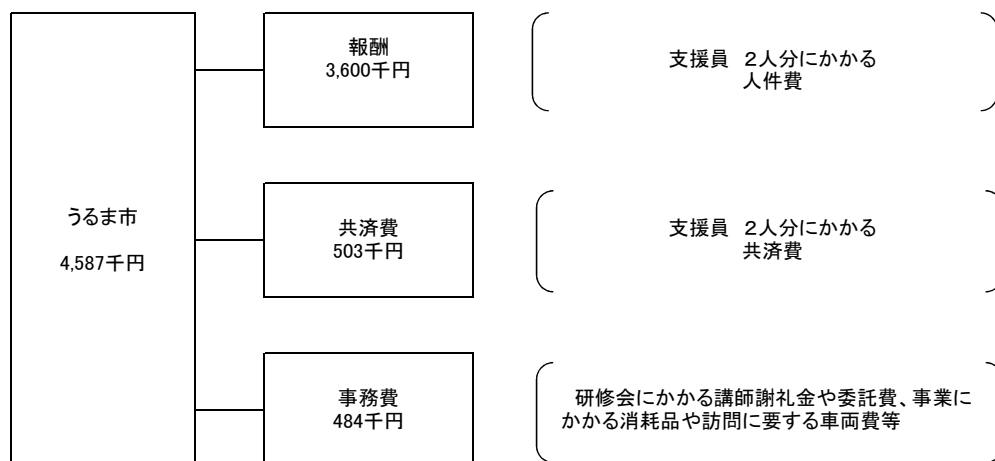 うるま市
4,587千円
報酬
3,600千円
支援員　２人分にかかる
人件費
共済費
503千円
支援員　２人分にかかる
共済費
事務費
484千円
研修会にかかる講師謝礼金や委託費、事業に
かかる消耗品や訪問に要する車両費等